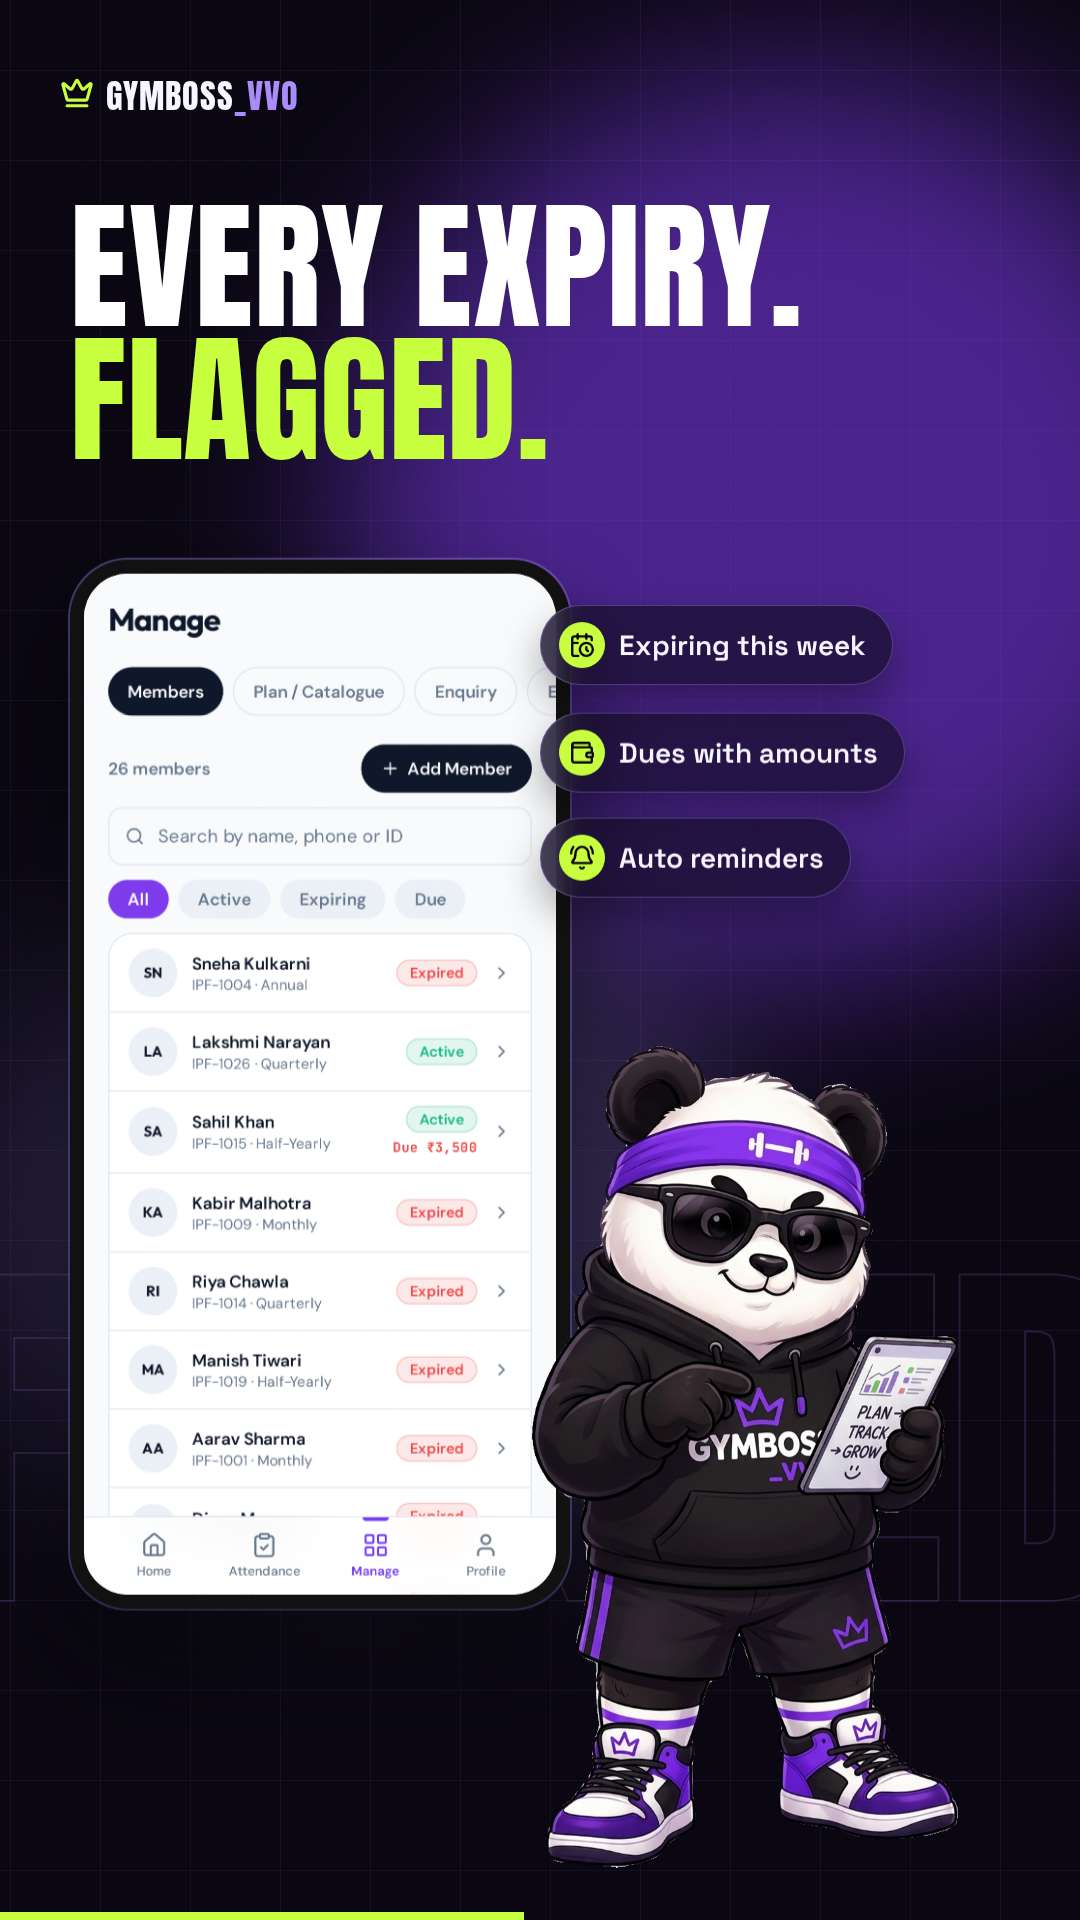 GYMBOSS_VVO
EVERY EXPIRY.
FLAGGED.
Manage
Members
Plan / Catalogue
Enquiry
26 members
+ Add Member
Search by name, phone or ID
All
Active
Expiring
Due
SN
Sneha Kulkarni
IPF-1004 · Annual
Expired
LA
Lakshmi Narayan
IPF-1026 · Quarterly
Active
SA
Sahil Khan
IPF-1015 · Half-Yearly
Active
Due ₹3,500
KA
Kabir Malhotra
IPF-1009 · Monthly
Expired
RI
Riya Chawla
IPF-1014 · Quarterly
Expired
MA
Manish Tiwari
IPF-1019 · Half-Yearly
Expired
AA
Aarav Sharma
IPF-1001 · Monthly
Expired
Expired
Home
Attendance
Manage
Profile
Expiring this week
Dues with amounts
Auto reminders
GYMBOSS
_VV
PLAN →
TRACK
→GROW